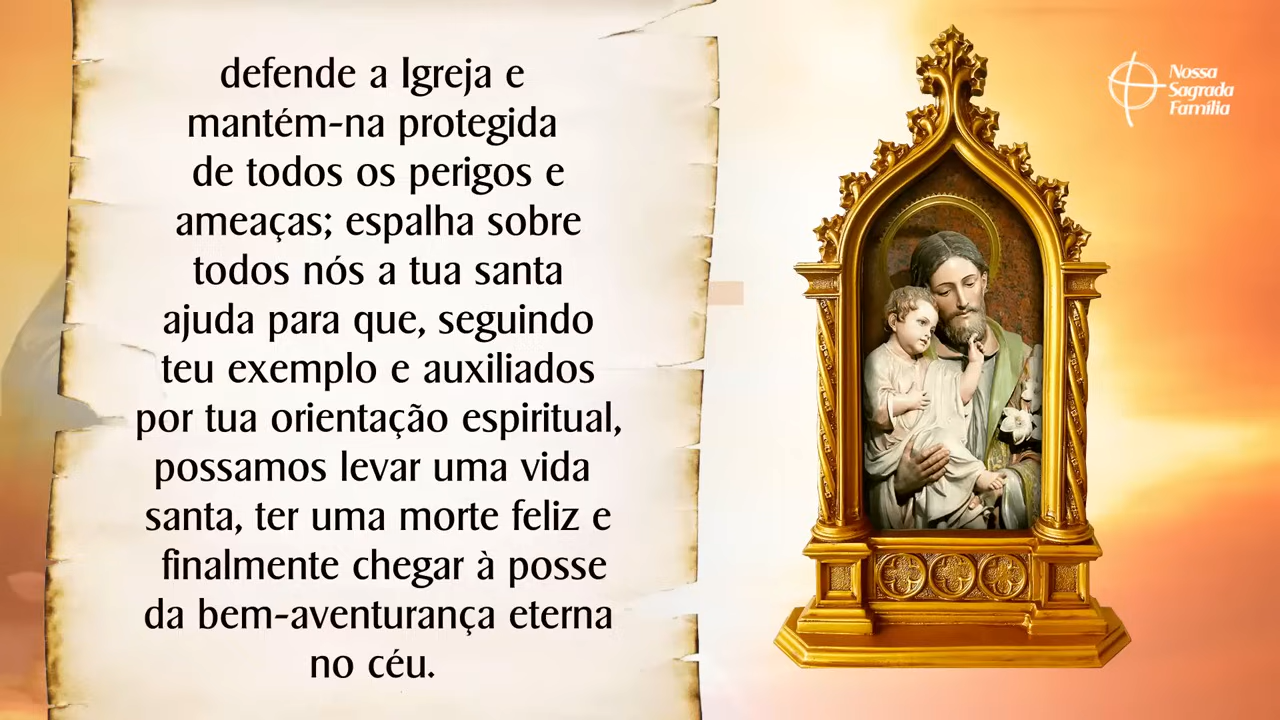 defende a Igreja e
mantém-na protegida
de todos os perigos e
ameaças; espalha sobre
todos nós a tua santa
ajuda para que, seguindo
teu exemplo e auxiliados
por tua orientação espiritual,
possamos levar uma vida
santa, ter uma morte feliz e
finalmente chegar à posse
da bem-aventurança eterna
no céu.
Nossa
Sagrada
Família